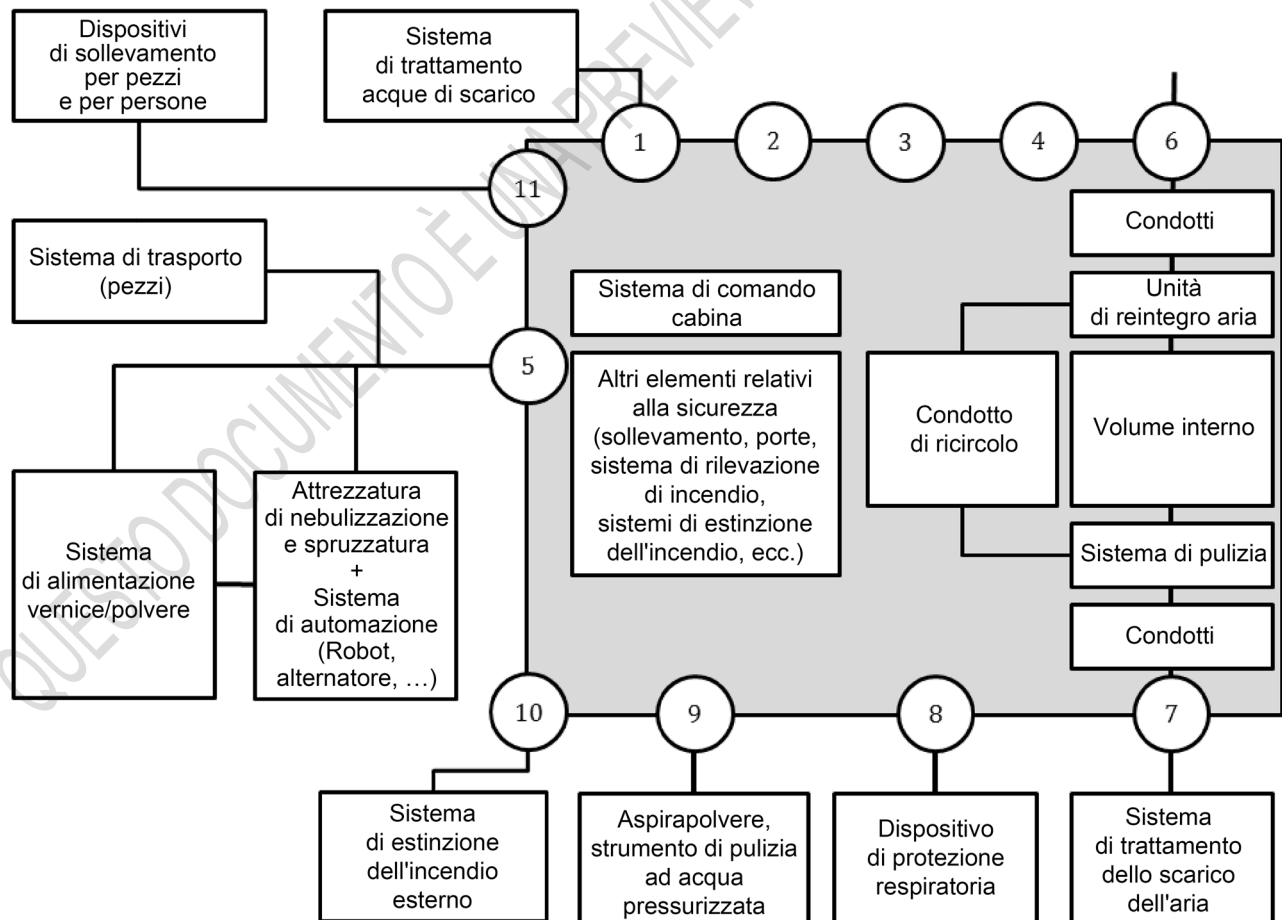 Dispositivi
di sollevamento
per pezzi
e per persone
Sistema
di trattamento
acque di scarico
1
2
3
4
6
11
Condotti
Sistema di trasporto
(pezzi)
Sistema di comando
cabina
Unità
di reintegro aria
5
Altri elementi relativi
alla sicurezza
(sollevamento, porte,
sistema di rilevazione
di incendio,
sistemi di estinzione
dell'incendio, ecc.)
Condotto
di ricircolo
Volume interno
Sistema
di alimentazione
vernice/polvere
Attrezzatura
di nebulizzazione
e spruzzatura
+
Sistema
di automazione
(Robot,
alternatore, …)
Sistema di pulizia
Condotti
10
9
8
7
Sistema
di estinzione
dell'incendio
esterno
Aspirapolvere,
strumento di pulizia
ad acqua
pressurizzata
Dispositivo
di protezione
respiratoria
Sistema
di trattamento
dello scarico
dell'aria
QUESTO DOCUMENTO È UNA PREVIEW